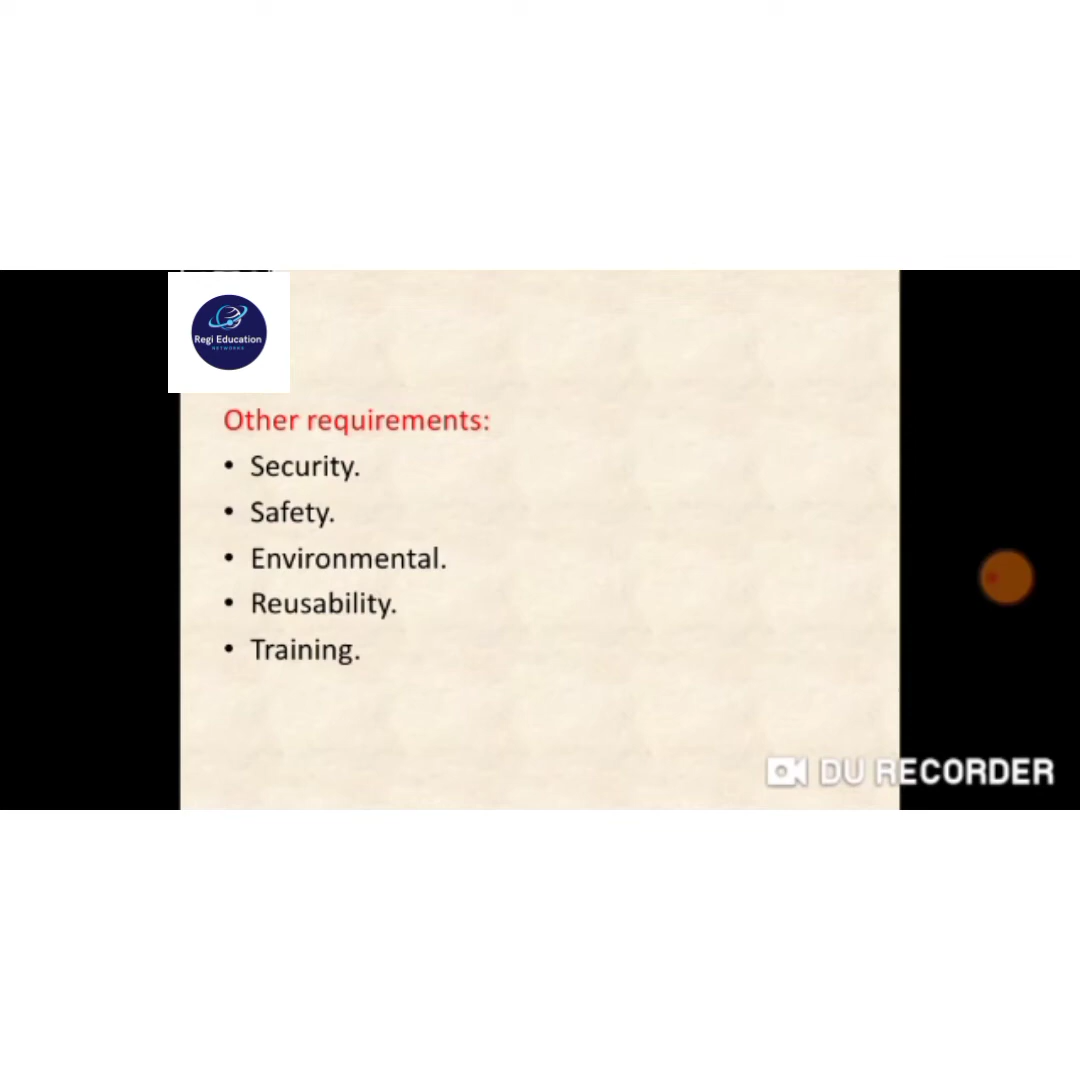 Regi Education
NETWORKS
Other requirements:
• Security.
• Safety.
• Environmental.
• Reusability.
• Training.
DU RECORDER